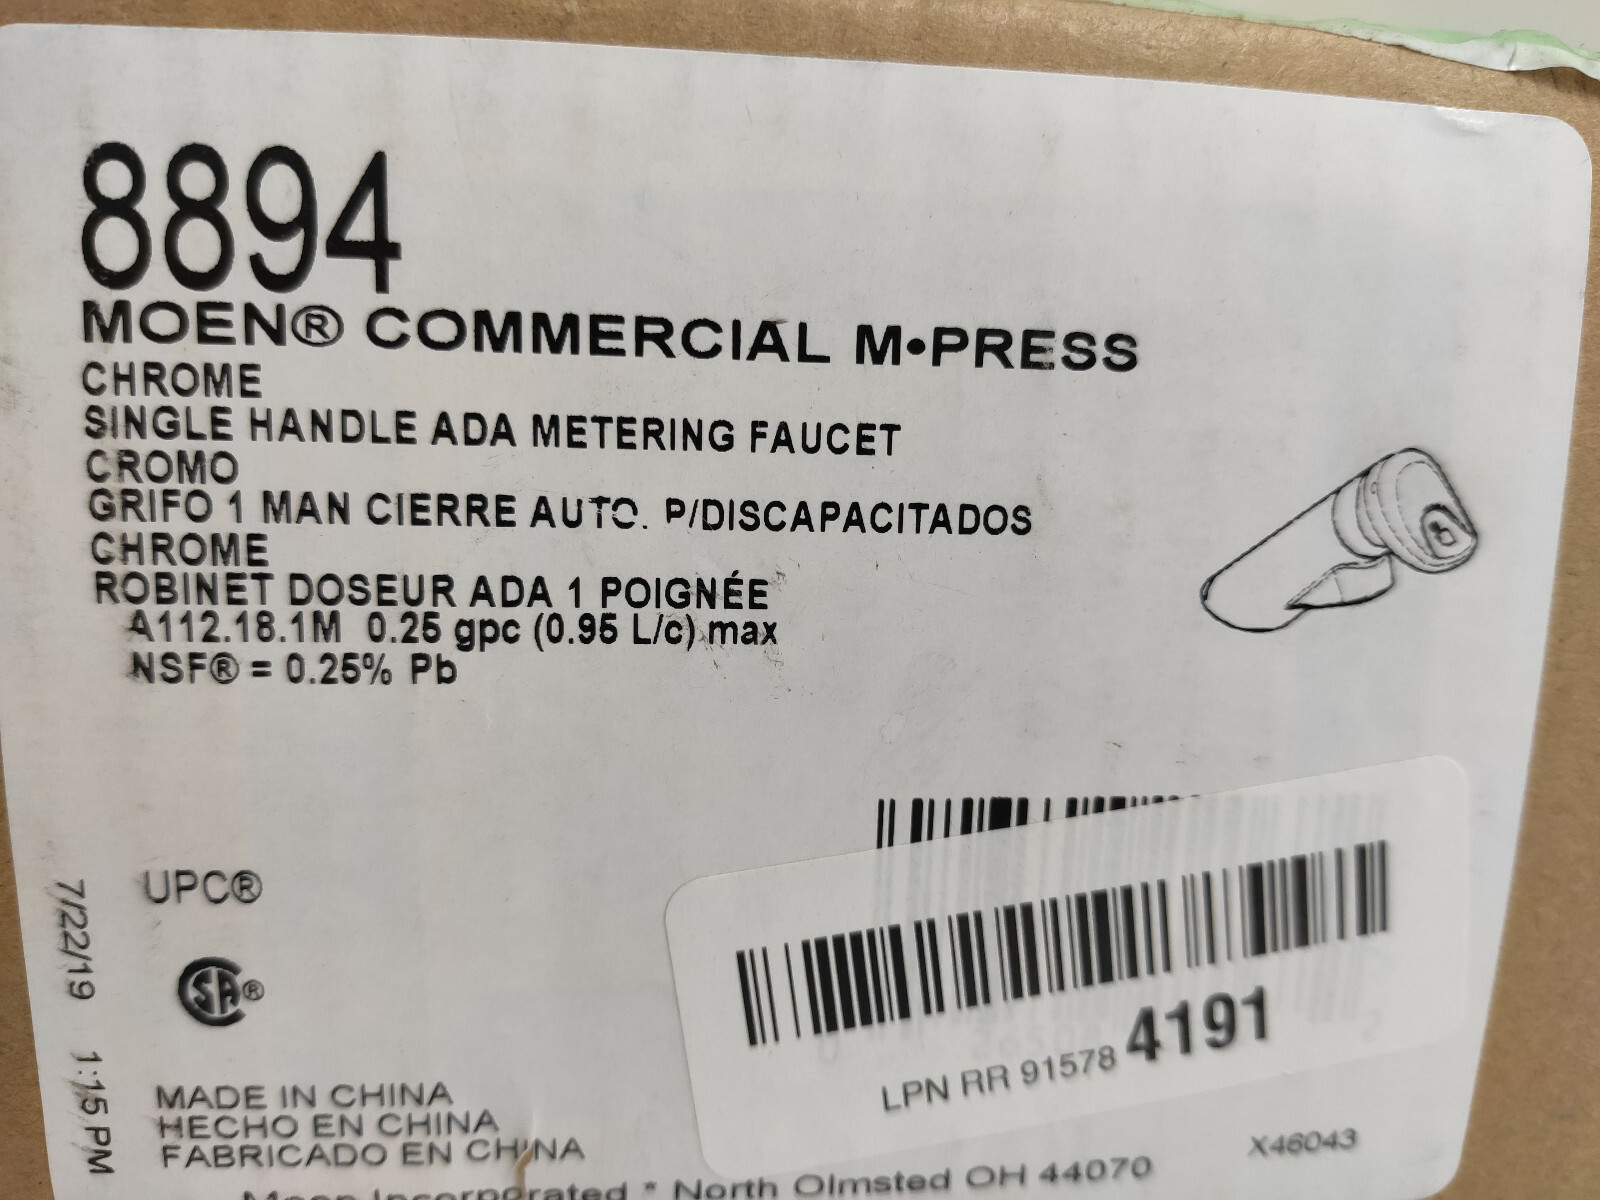 8894
MOEN® COMMERCIAL M•PRESS
CHROME
SINGLE HANDLE ADA METERING FAUCET
CROMO
GRIFO 1 MAN CIERRE AUTO. P/DISCAPACITADOS
CHROME
ROBINET DOSEUR ADA 1 POIGNÉE
A112.18.1M 0.25 gpc (0.95 L/c) max
NSF® = 0.25% Pb
UPC®
SA®
7/22/19 1:15 PM
4191
LPN RR 91578
MADE IN CHINA
HECHO EN CHINA
FABRICADO EN CHINA
X46043
Moen Incorporated * North Olmsted OH 44070